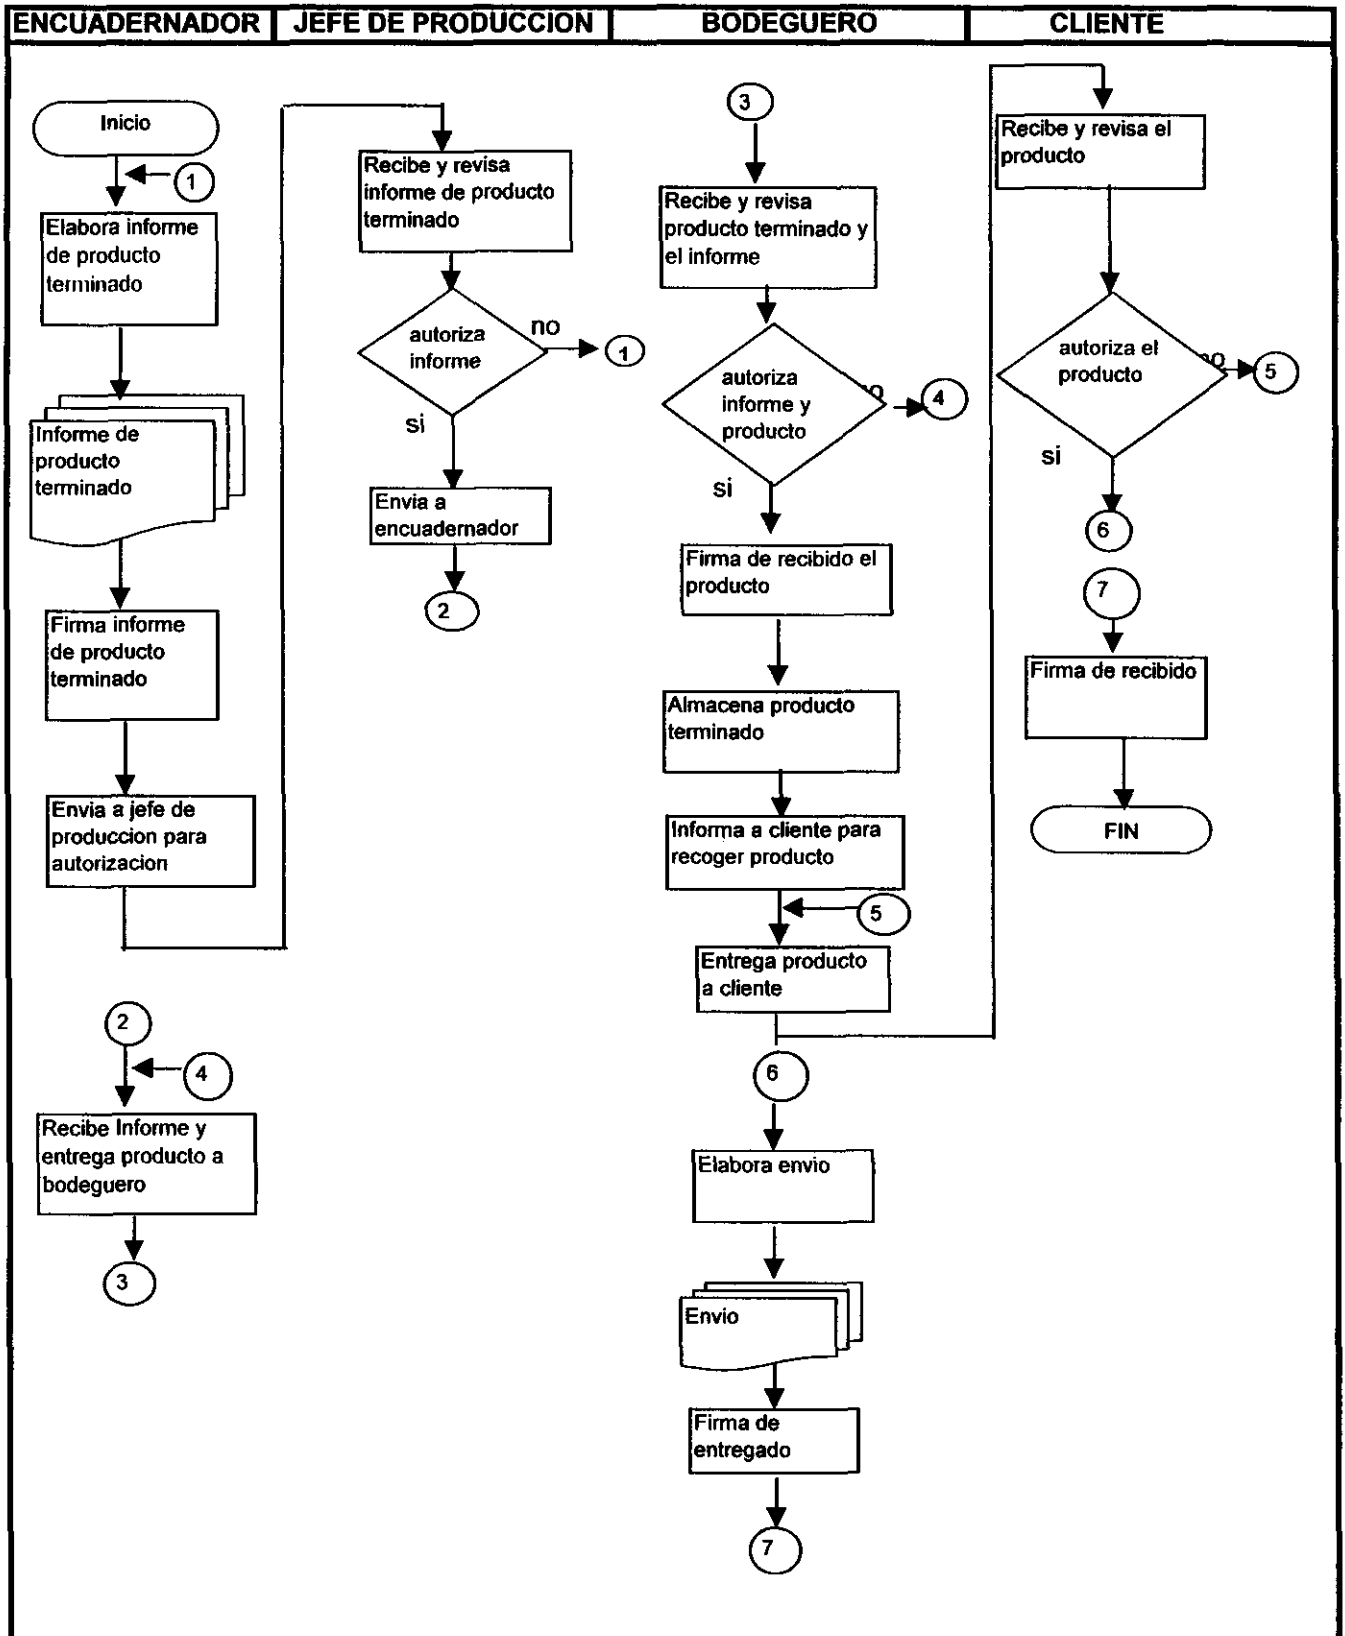 ENCUADERNADOR JEFE DE PRODUCCION BODEGUERO CLIENTE
Inicio
1
Elabora informe
de producto
terminado
Informe de
producto
terminado
Firma informe
de producto
terminado
Envia a jefe de
produccion para
autorizacion
2
4
Recibe Informe y
entrega producto a
bodeguero
3
Recibe y revisa
informe de producto
terminado
autoriza
informe
no
1
si
Envia a
encuadernador
2
3
Recibe y revisa
producto terminado y
el informe
autoriza
informe y
producto
no
4
si
Firma de recibido el
producto
Almacena producto
terminado
Informa a cliente para
recoger producto
5
Entrega producto
a cliente
6
Elabora envio
Envio
Firma de
entregado
7
Recibe y revisa el
producto
autoriza el
producto
no
5
si
6
7
Firma de recibido
FIN